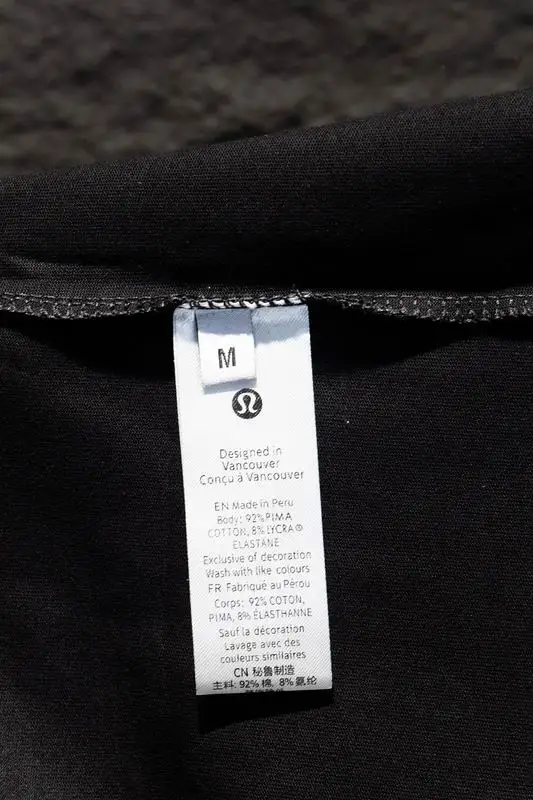 M
Designed in
Vancouver
Conçu à Vancouver
EN Made in Peru
Body: 92% PIMA
COTTON, 8% LYCRA®
ELASTANE
Exclusive of decoration
Wash with like colours
FR Fabriqué au Pérou
Corps: 92% COTON,
PIMA, 8% ÉLASTHANNE
Sauf la décoration
Lavage avec des
couleurs similaires
CN 秘鲁制造
主料: 92% 棉, 8% 氨纶